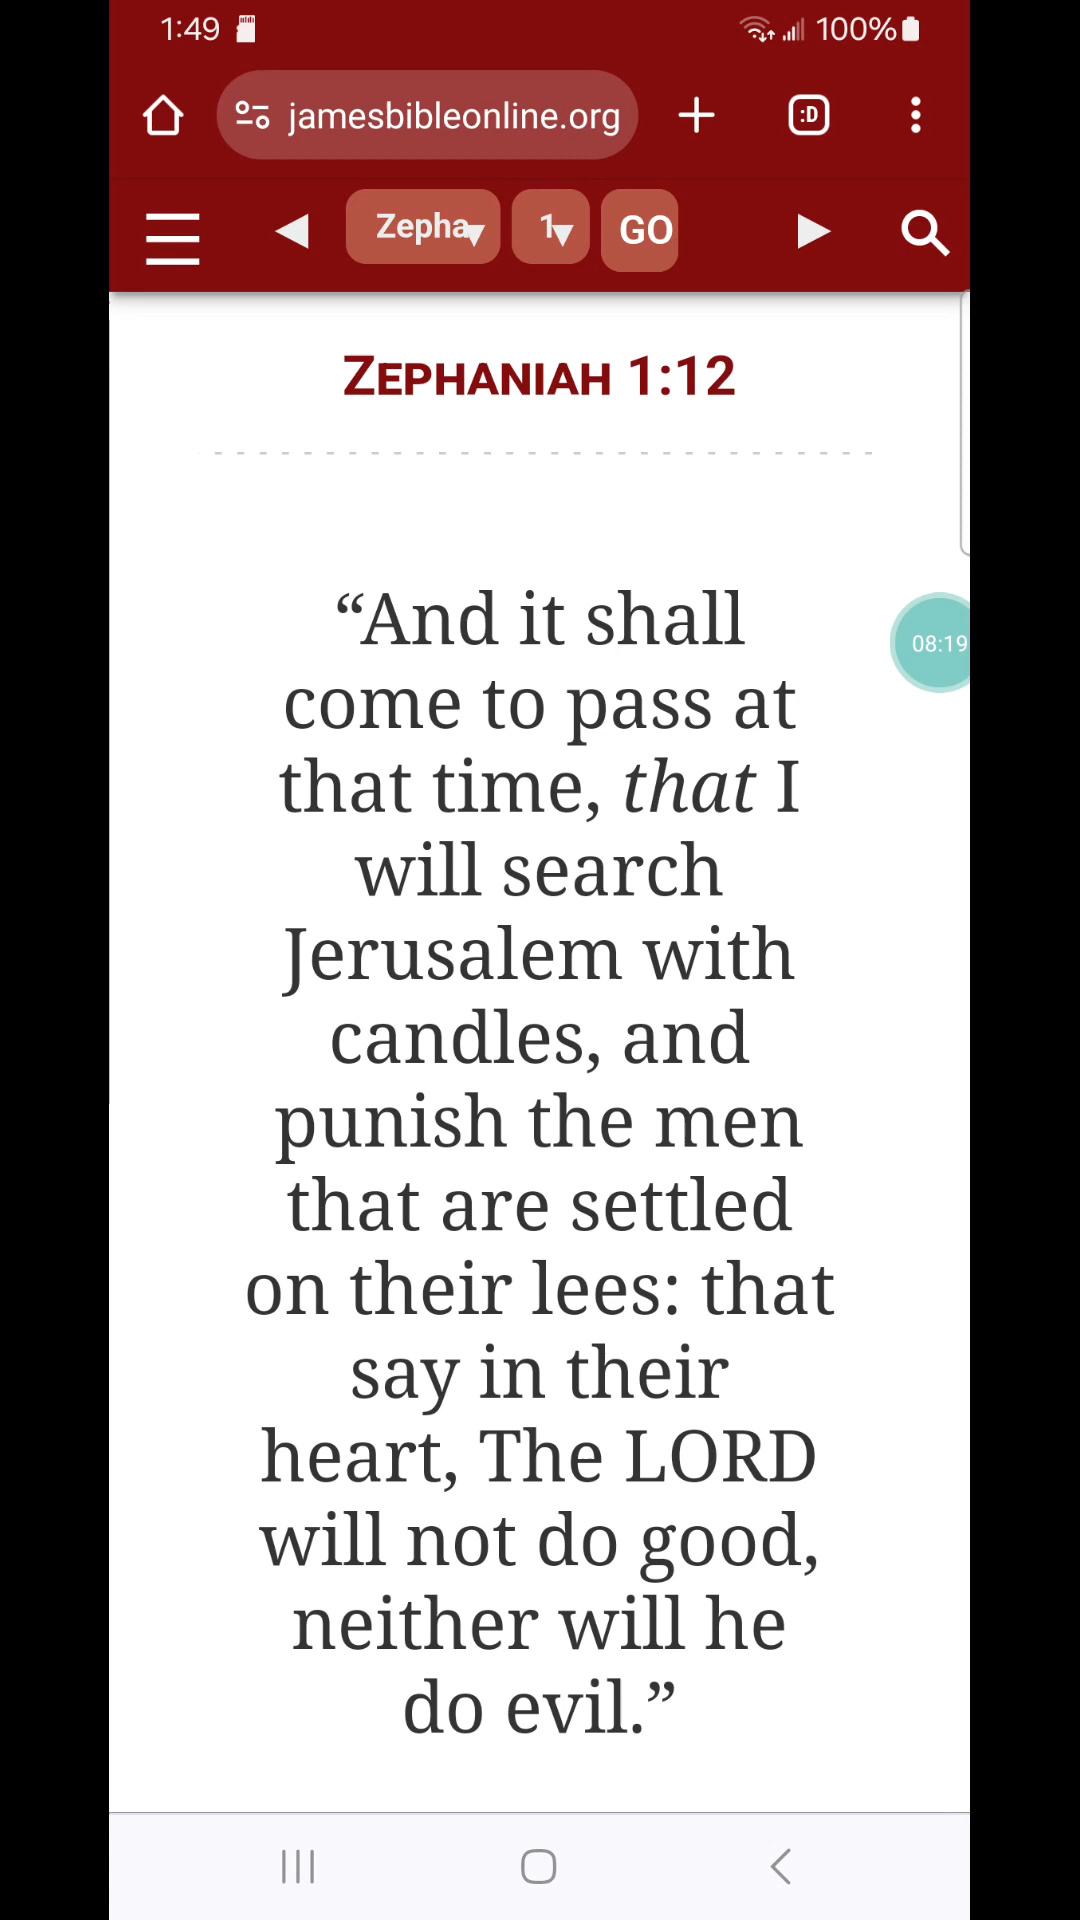 1:49 100%
jamesbibleonline.org :D
Zepha 1 GO
ZEPHANIAH 1:12
“And it shall
come to pass at
that time, that I
will search
Jerusalem with
candles, and
punish the men
that are settled
on their lees: that
say in their
heart, The LORD
will not do good,
neither will he
do evil.”
08:19